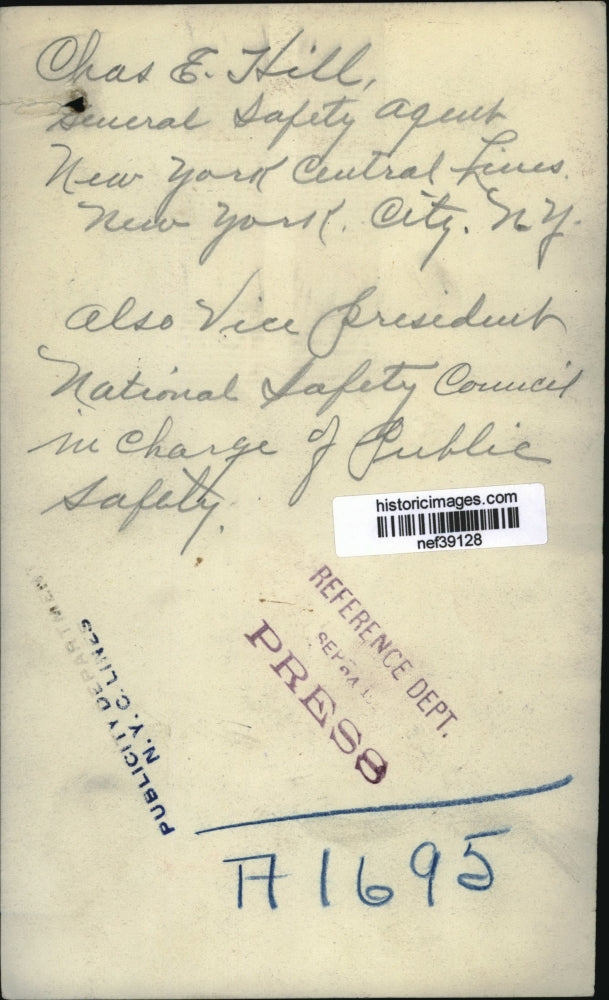 Chas E. Hill,
General Safety Agent
New York Central Lines.
New York. City. N.Y.
also Vice President
National Safety Council
in Charge of Public
Safety.
historicimages.com
nef39128
REFERENCE DEPT.
PRESS
PUBLICITY DEPARTMENT
N.Y.C. LINES
A1695